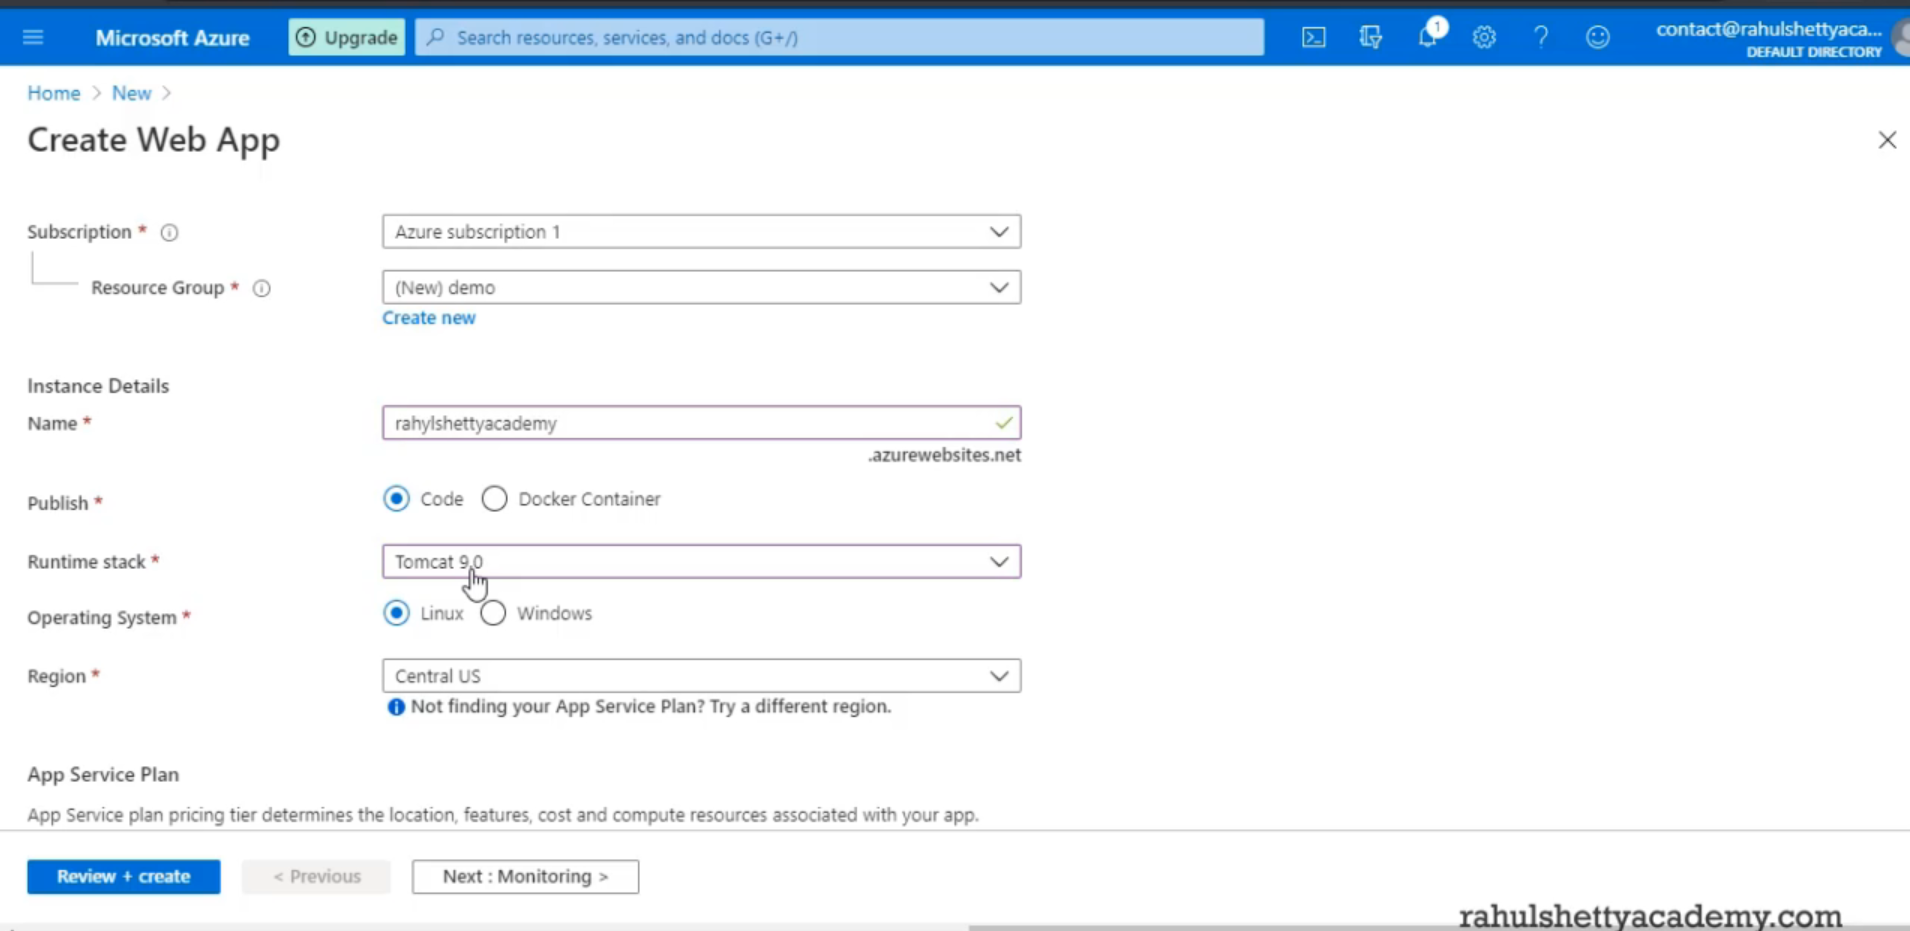 Microsoft Azure
Upgrade
Search resources, services, and docs (G+/)
1
contact@rahulshettyaca...
DEFAULT DIRECTORY
Home > New >
Create Web App
Subscription *
Azure subscription 1
Resource Group *
(New) demo
Create new
Instance Details
Name *
rahylshettyacademy
.azurewebsites.net
Publish *
Code
Docker Container
Runtime stack *
Tomcat 9.0
Operating System *
Linux
Windows
Region *
Central US
Not finding your App Service Plan? Try a different region.
App Service Plan
App Service plan pricing tier determines the location, features, cost and compute resources associated with your app.
Review + create
< Previous
Next : Monitoring >
rahulshettyacademy.com